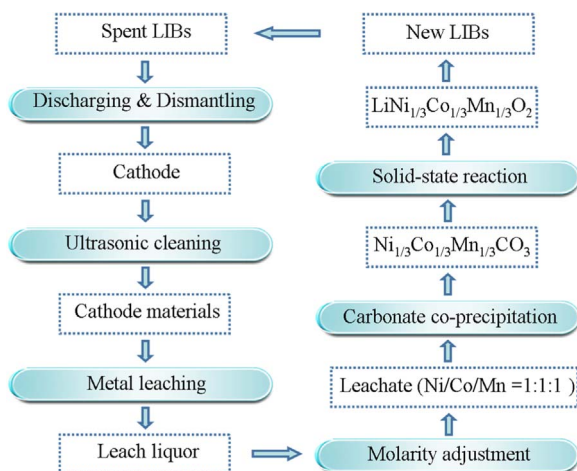 Spent LIBs
Discharging & Dismantling
Cathode
Ultrasonic cleaning
Cathode materials
Metal leaching
Leach liquor
Molarity adjustment
Leachate (Ni/Co/Mn =1:1:1 )
Carbonate co-precipitation
Ni1/3Co1/3Mn1/3CO3
Solid-state reaction
LiNi1/3Co1/3Mn1/3O2
New LIBs